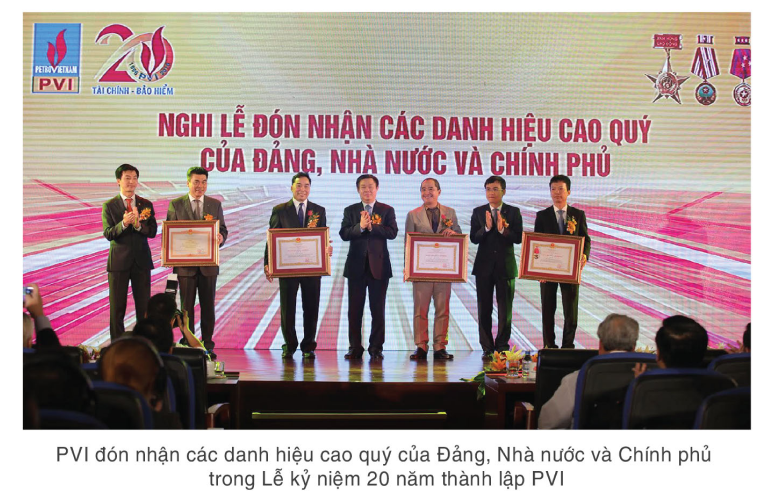 PETROVIETNAM
PVI
20
TÀI CHÍNH - BẢO HIỂM
NGHI LỄ ĐÓN NHẬN CÁC DANH HIỆU CAO QUÝ
CỦA ĐẢNG, NHÀ NƯỚC VÀ CHÍNH PHỦ
PVI đón nhận các danh hiệu cao quý của Đảng, Nhà nước và Chính phủ
trong Lễ kỷ niệm 20 năm thành lập PVI